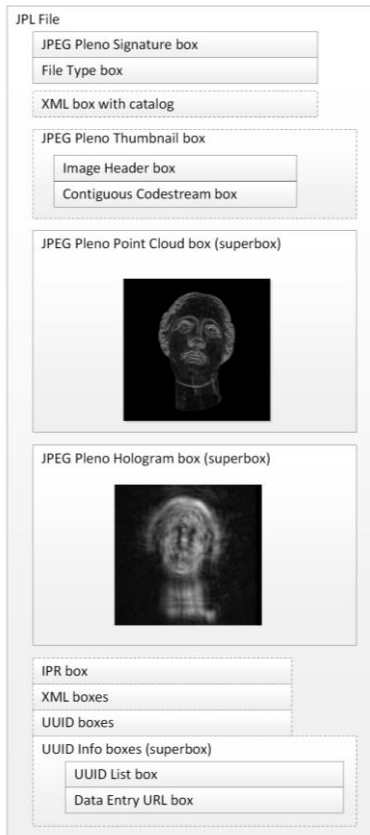 JPL File
JPEG Pleno Signature box
File Type box
XML box with catalog
JPEG Pleno Thumbnail box
Image Header box
Contiguous Codestream box
JPEG Pleno Point Cloud box (superbox)
JPEG Pleno Hologram box (superbox)
IPR box
XML boxes
UUID boxes
UUID Info boxes (superbox)
UUID List box
Data Entry URL box